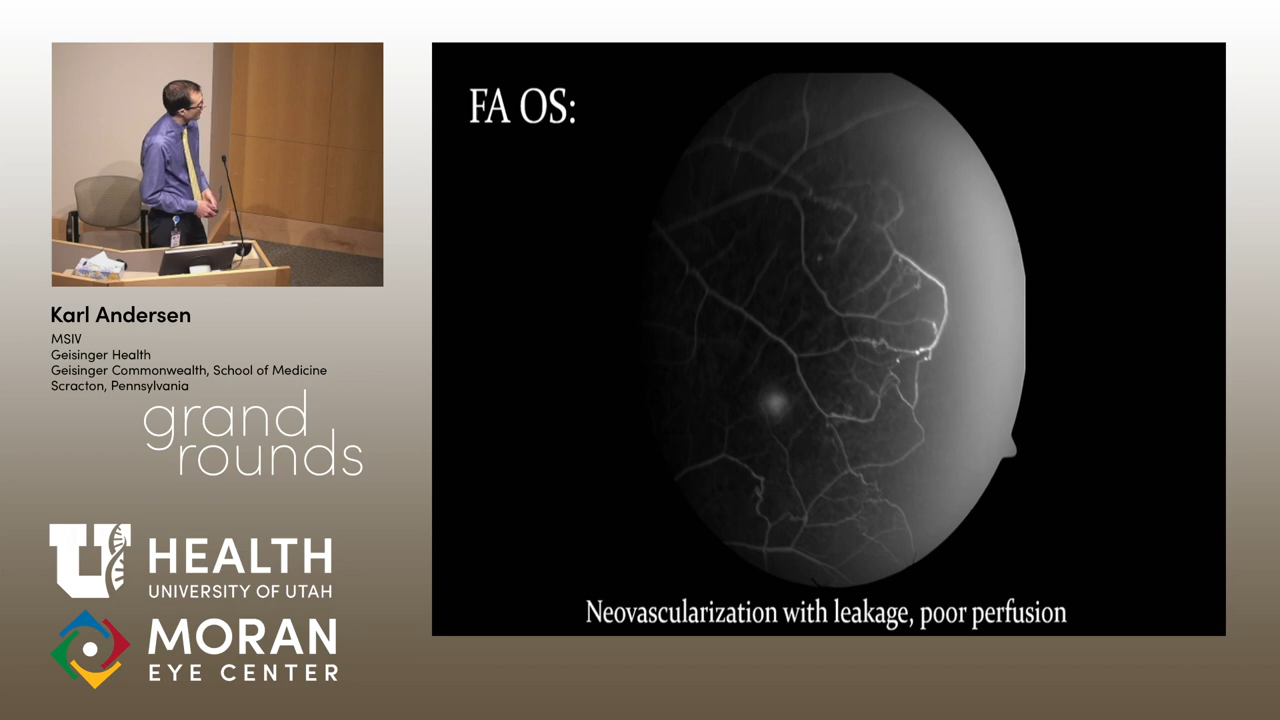 FA OS:
Neovascularization with leakage, poor perfusion
Karl Andersen
MSIV
Geisinger Health
Geisinger Commonwealth, School of Medicine
Scracton, Pennsylvania
grand
rounds
U HEALTH
UNIVERSITY OF UTAH
MORAN
EYE CENTER